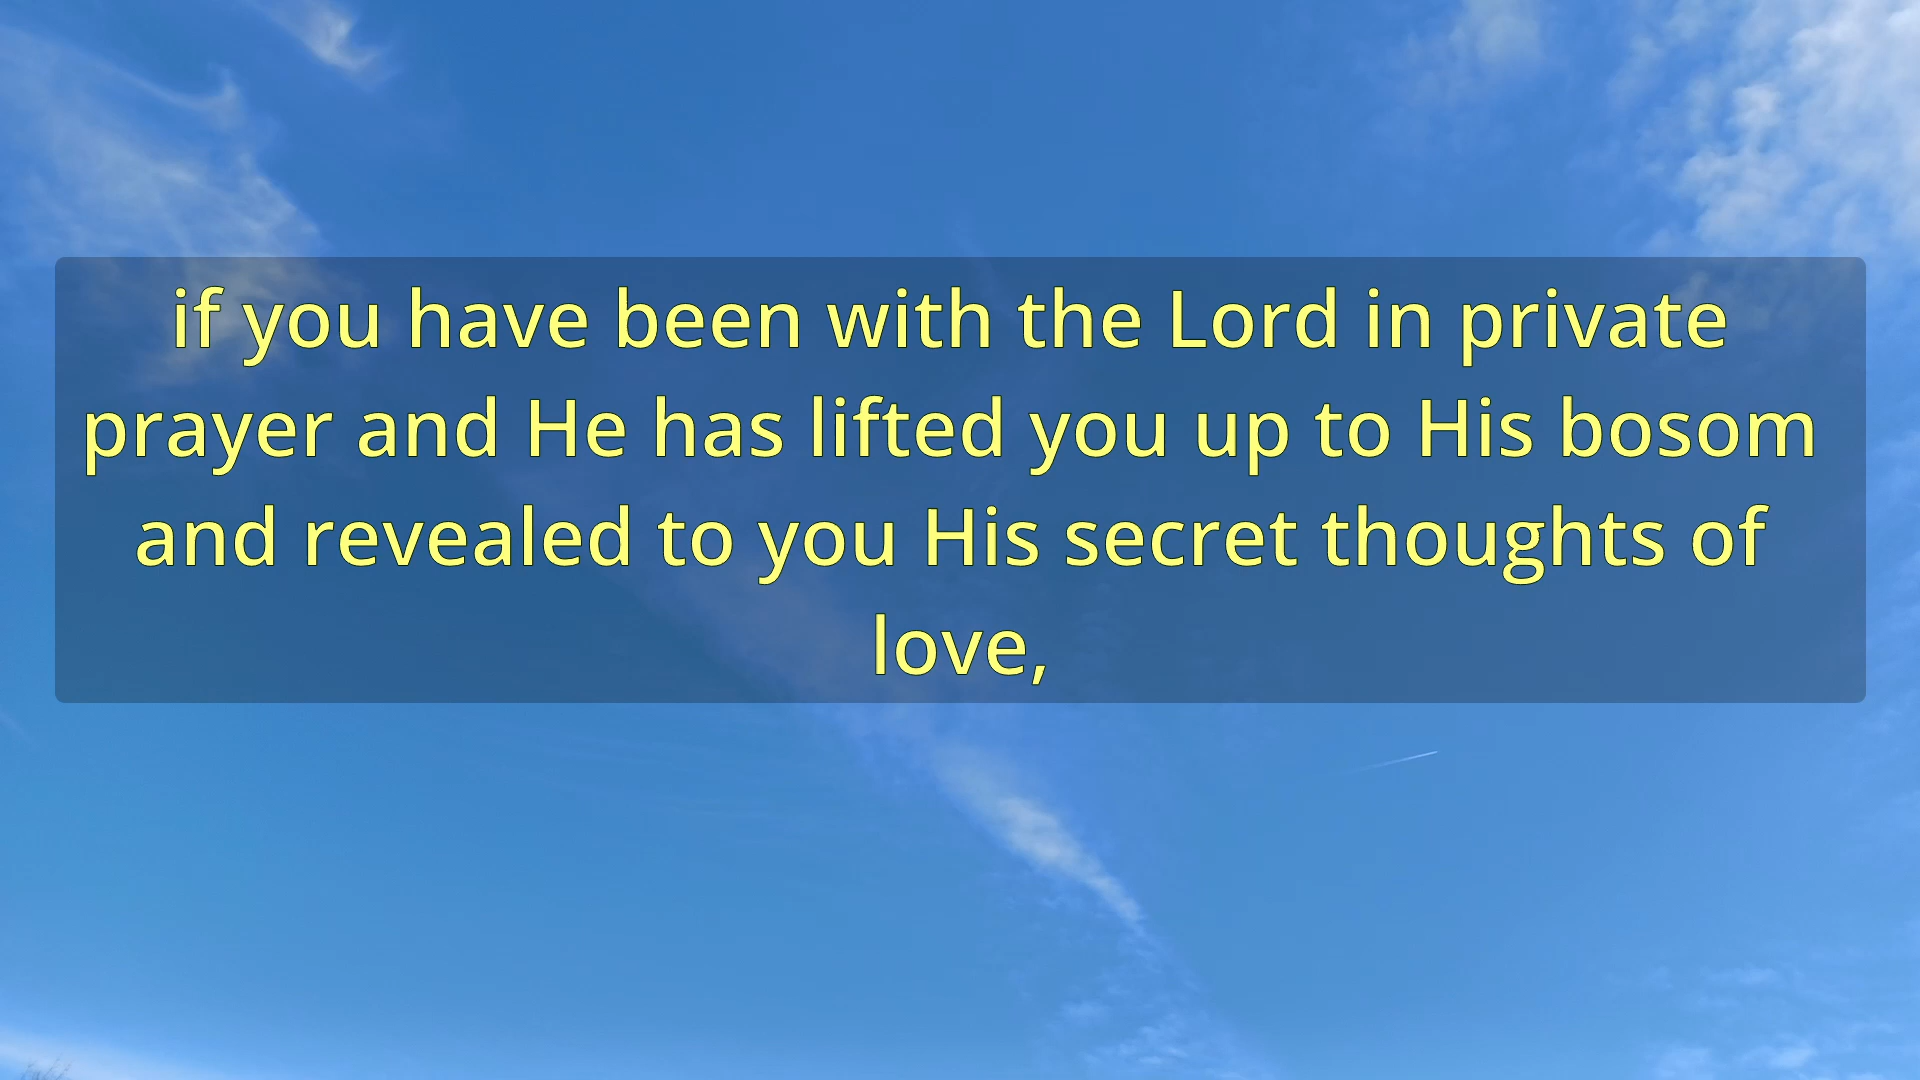 if you have been with the Lord in private
prayer and He has lifted you up to His bosom
and revealed to you His secret thoughts of
love,